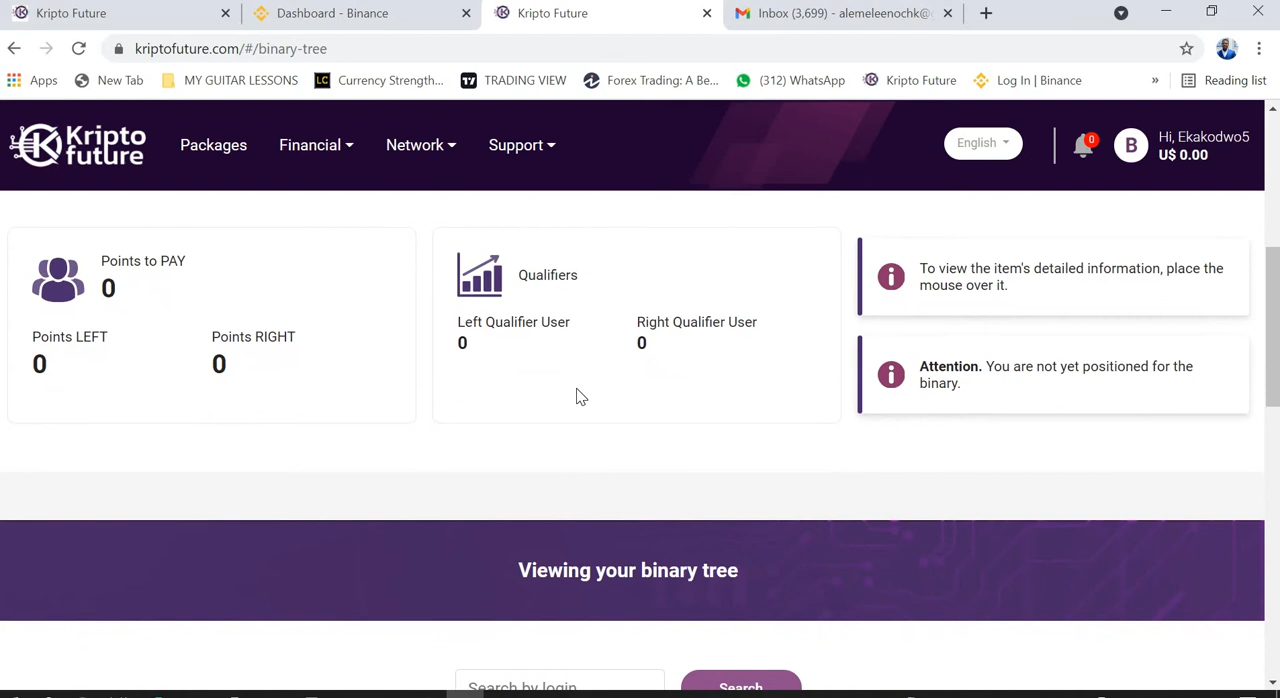 Kripto Future
Dashboard - Binance
Kripto Future
Inbox (3,699) - alemeleenochk@
kriptofuture.com/#/binary-tree
Apps
New Tab
MY GUITAR LESSONS
LC
Currency Strength...
TRADING VIEW
Forex Trading: A Be...
(312) WhatsApp
Kripto Future
Log In | Binance
»
Reading list
Kripto future
Packages
Financial
Network
Support
English
0
B
Hi, Ekakodwo5
U$ 0.00
Points to PAY
0
Points LEFT
Points RIGHT
0
0
Qualifiers
Left Qualifier User
Right Qualifier User
0
0
To view the item's detailed information, place the
mouse over it.
Attention. You are not yet positioned for the
binary.
Viewing your binary tree
Search by login
Search